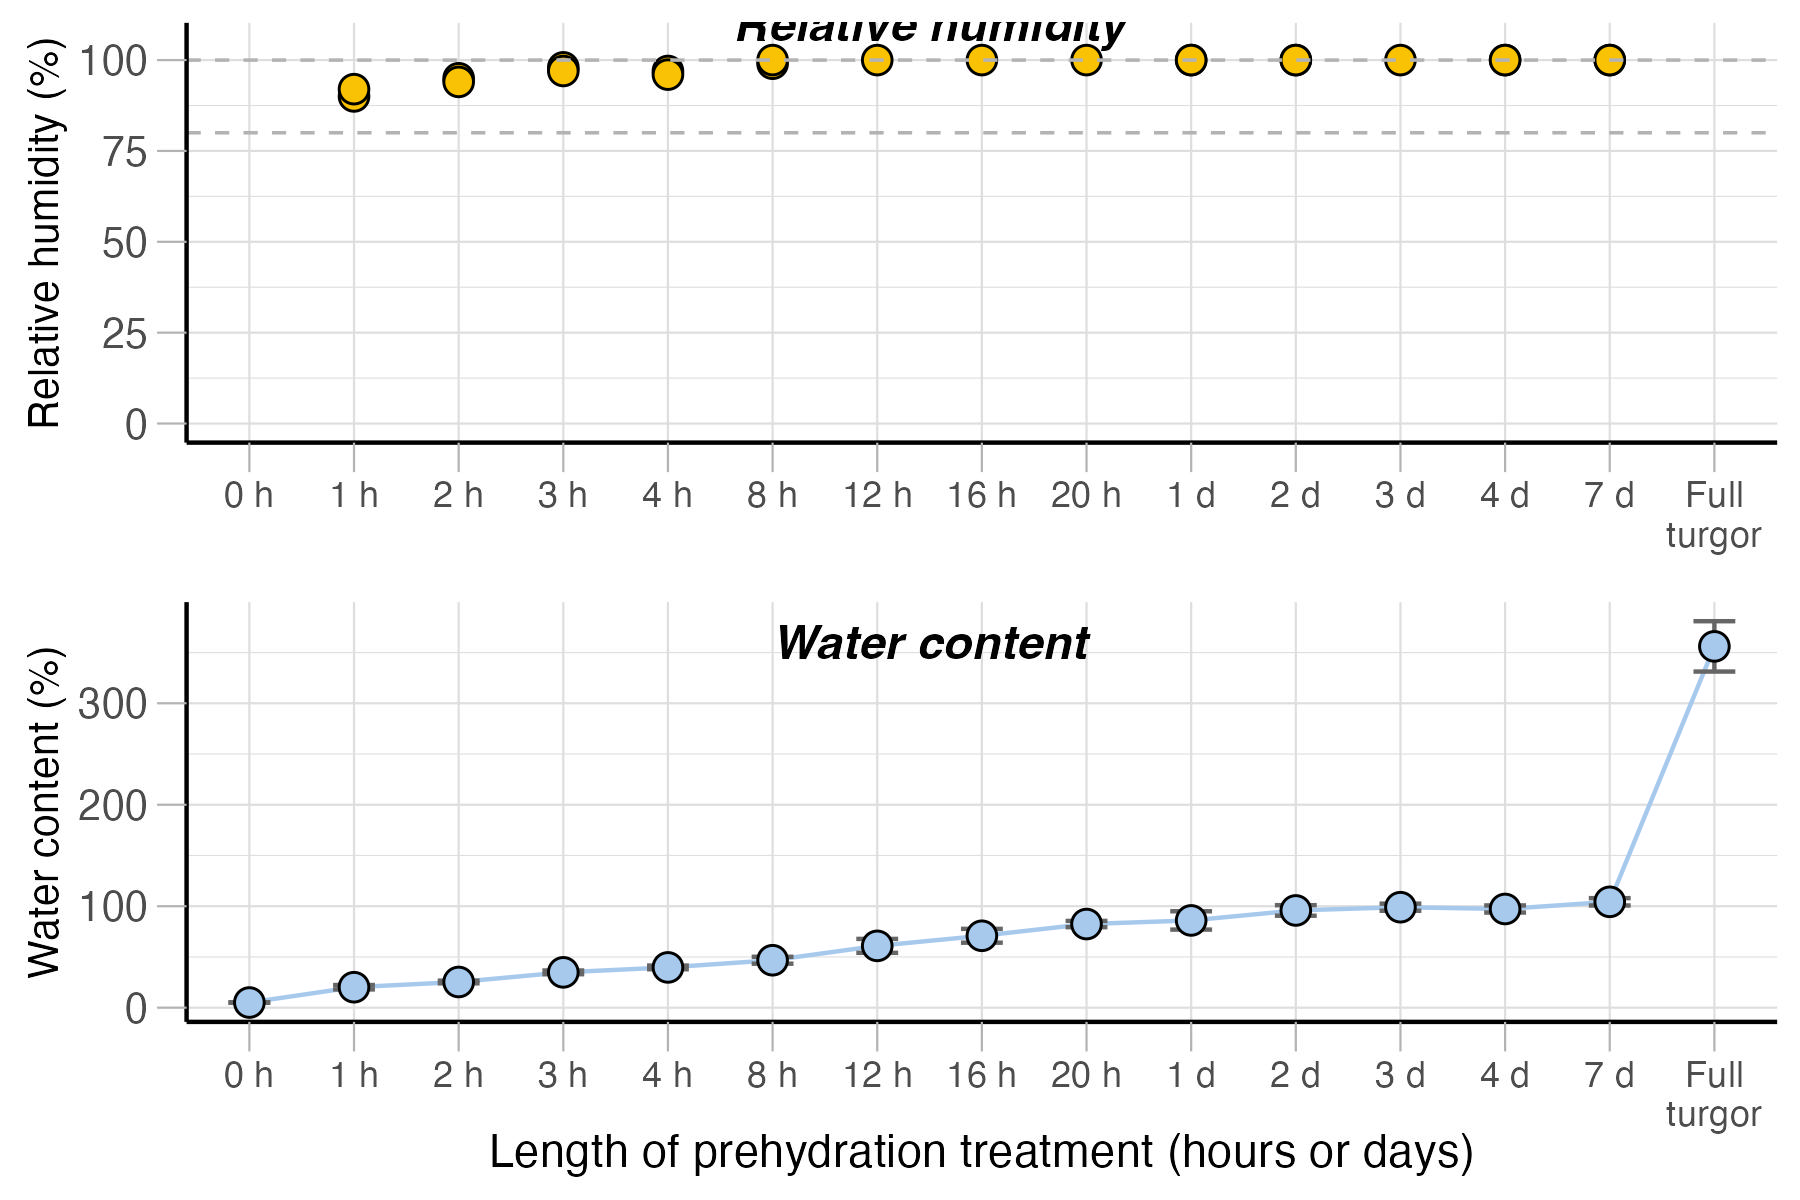 Relative humidity
Relative humidity (%)
100
75
50
25
0
0 h 1 h 2 h 3 h 4 h 8 h 12 h 16 h 20 h 1 d 2 d 3 d 4 d 7 d Full
turgor
Water content
Water content (%)
300
200
100
0
0 h 1 h 2 h 3 h 4 h 8 h 12 h 16 h 20 h 1 d 2 d 3 d 4 d 7 d Full
turgor
Length of prehydration treatment (hours or days)